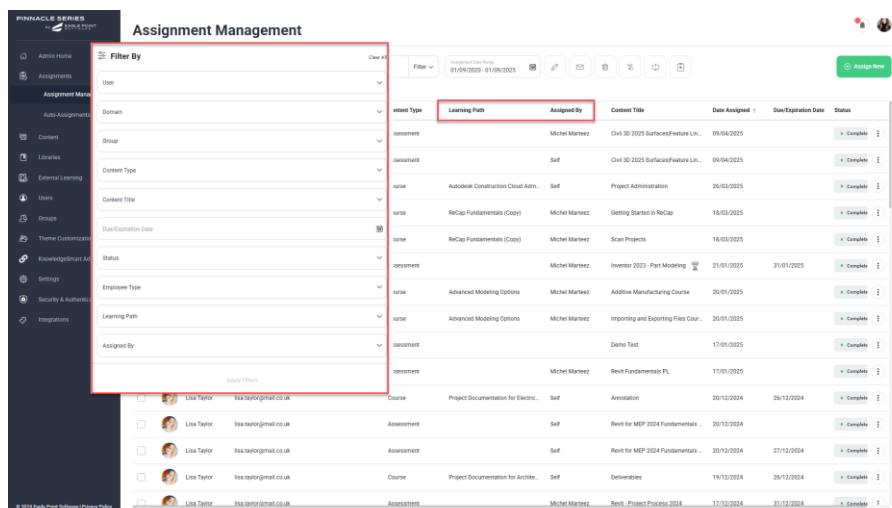 PINNACLE SERIES
BY EAGLE POINT
SOFTWARE
Assignment Management
Admin Home
Assignments
Assignment Mana
Auto-Assignments
Content
Libraries
External Learning
Users
Groups
Theme Customizatio
KnowledgeSmart Ad
Settings
Security & Authentica
Integrations
© 2024 Eagle Point Software | Privacy Policy
Filter By
Clear All
User
Domain
Group
Content Type
Content Title
Due/Expiration Date
Status
Employee Type
Learning Path
Assigned By
Apply Filters
Filter
Assignment Date Range
01/09/2020 - 01/09/2025
Assign New
ontent Type Learning Path Assigned By Content Title Date Assigned Due/Expiration Date Status
ssessment Michel Marteez Civil 3D 2025 Surfaces|Feature Lin... 09/04/2025 Complete
ssessment Self Civil 3D 2025 Surfaces|Feature Lin... 09/04/2025 Complete
ourse Autodesk Construction Cloud Adm... Self Project Administration 26/03/2025 Complete
ourse ReCap Fundamentals (Copy) Michel Marteez Getting Started in ReCap 18/03/2025 Complete
ourse ReCap Fundamentals (Copy) Michel Marteez Scan Projects 18/03/2025 Complete
ssessment Michel Marteez Inventor 2023 - Part Modeling 21/01/2025 31/01/2025 Complete
ourse Advanced Modeling Options Michel Marteez Additive Manufacturing Course 20/01/2025 Complete
ourse Advanced Modeling Options Michel Marteez Importing and Exporting Files Cour... 20/01/2025 Complete
ssessment Demo Test 17/01/2025 Complete
ssessment Michel Marteez Revit Fundamentals PL 17/01/2025 Complete
Lisa Taylor lisa.taylor@mail.co.uk Course Project Documentation for Electric... Self Annotation 20/12/2024 26/12/2024 Complete
Lisa Taylor lisa.taylor@mail.co.uk Assessment Self Revit for MEP 2024 Fundamentals ... 20/12/2024 Complete
Lisa Taylor lisa.taylor@mail.co.uk Assessment Self Revit for MEP 2024 Fundamentals ... 20/12/2024 27/12/2024 Complete
Lisa Taylor lisa.taylor@mail.co.uk Course Project Documentation for Archite... Self Deliverables 19/12/2024 26/12/2024 Complete
Lisa Taylor lisa.taylor@mail.co.uk Assessment Michel Marteez Revit - Project Process 2024 17/12/2024 31/12/2024 Complete